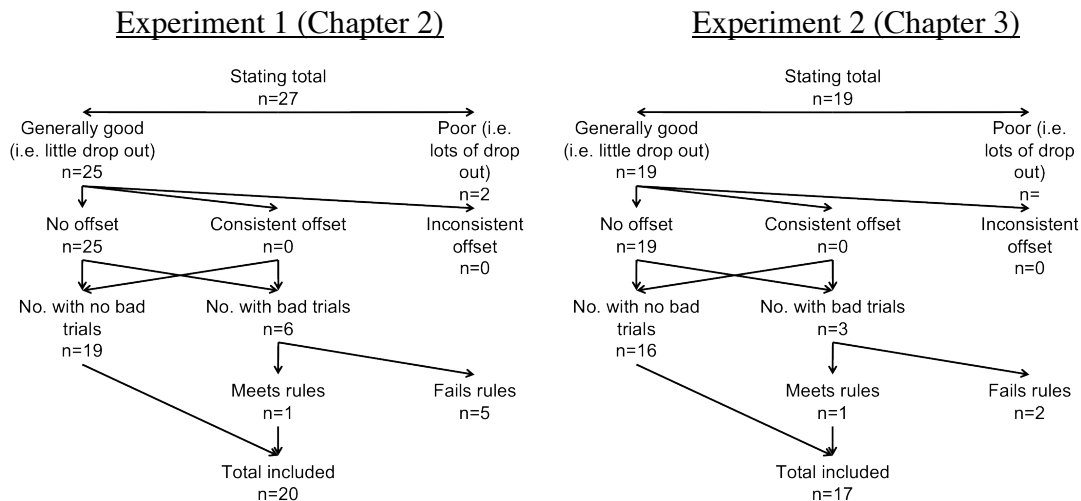 Experiment 1 (Chapter 2)
Stating total
n=27
Generally good
(i.e. little drop out)
n=25
Poor (i.e.
lots of drop
out)
n=2
No offset
n=25
Consistent offset
n=0
Inconsistent
offset
n=0
No. with no bad
trials
n=19
No. with bad trials
n=6
Meets rules
n=1
Fails rules
n=5
Total included
n=20
Experiment 2 (Chapter 3)
Stating total
n=19
Generally good
(i.e. little drop out)
n=19
Poor (i.e.
lots of drop
out)
n=
No offset
n=19
Consistent offset
n=0
Inconsistent
offset
n=0
No. with no bad
trials
n=16
No. with bad trials
n=3
Meets rules
n=1
Fails rules
n=2
Total included
n=17